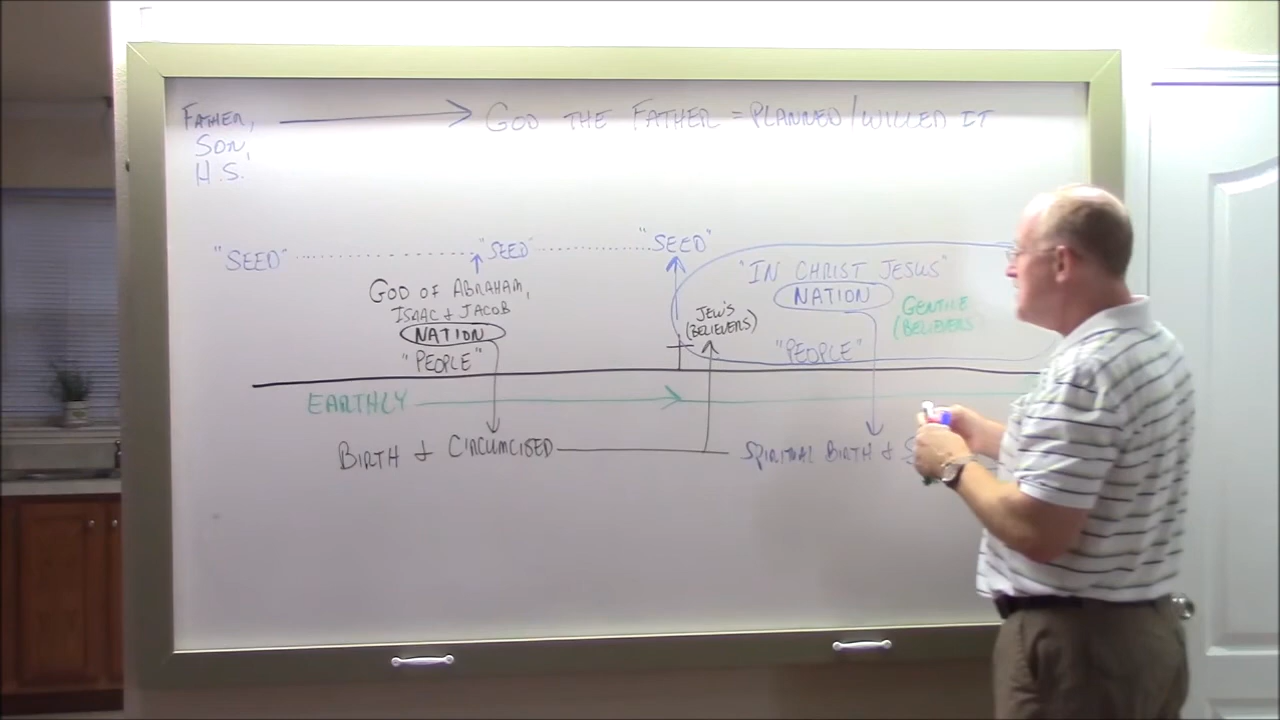 FATHER, → GOD THE FATHER = PLANNED/WILLED IT
SON,
H.S.
"SEED" "SEED" "SEED"
GOD OF ABRAHAM,
ISAAC & JACOB
NATION
"PEOPLE"
JEW'S
(BELIEVERS)
"IN CHRIST JESUS"
NATION
"PEOPLE"
GENTILE
(BELIEVERS
EARTHLY
BIRTH & CIRCUMCISED
SPIRITUAL BIRTH &